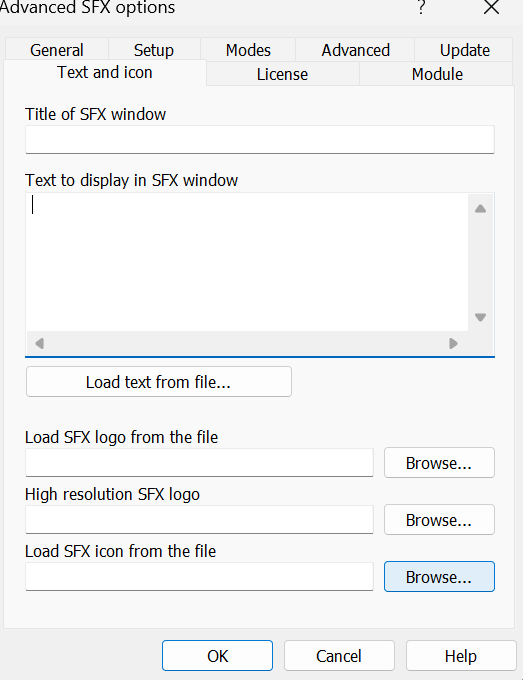 Advanced SFX options ?
General Setup Modes Advanced Update
Text and icon License Module
Title of SFX window
Text to display in SFX window
Load text from file...
Load SFX logo from the file
Browse...
High resolution SFX logo
Browse...
Load SFX icon from the file
Browse...
OK Cancel Help